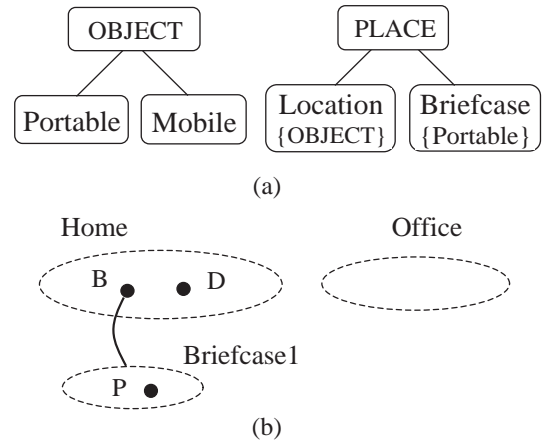 OBJECT PLACE
Portable Mobile Location Briefcase
{OBJECT} {Portable}
(a)
Home Office
B D
Briefcase1
P
(b)